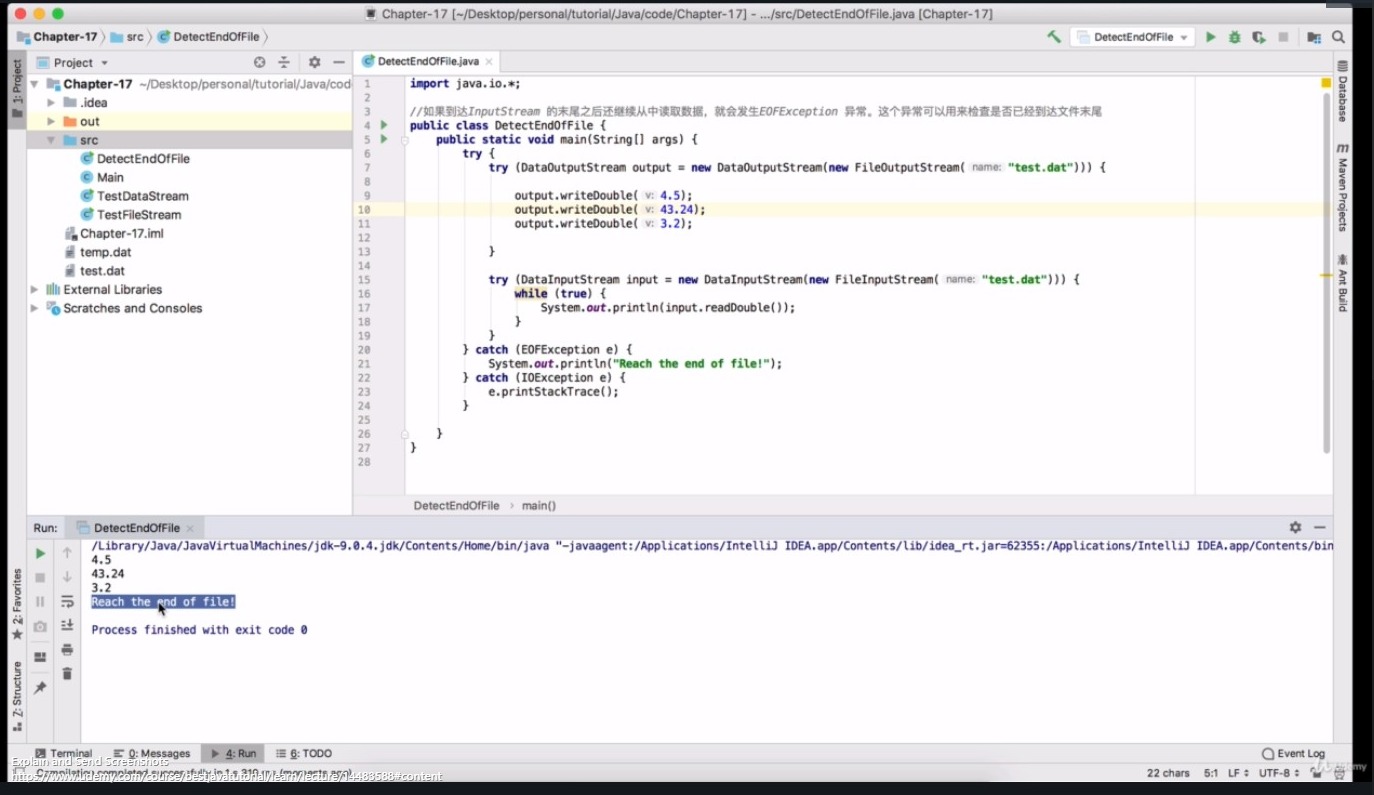 Chapter-17 [~/Desktop/personal/tutorial/Java/code/Chapter-17] - .../src/DetectEndOfFile.java [Chapter-17]
Chapter-17 src DetectEndOfFile
DetectEndOfFile
1: Project
Project
Chapter-17 ~/Desktop/personal/tutorial/Java/cod
.idea
out
src
DetectEndOfFile
Main
TestDataStream
TestFileStream
Chapter-17.iml
temp.dat
test.dat
External Libraries
Scratches and Consoles
DetectEndOfFile.java
1 import java.io.*;
2
3 //如果到达InputStream 的末尾之后还继续从中读取数据，就会发生EOFException 异常。这个异常可以用来检查是否已经到达文件末尾
4 public class DetectEndOfFile {
5 public static void main(String[] args) {
6 try {
7 try (DataOutputStream output = new DataOutputStream(new FileOutputStream( name: "test.dat"))) {
8
9 output.writeDouble( v: 4.5);
10 output.writeDouble( v: 43.24);
11 output.writeDouble( v: 3.2);
12
13 }
14
15 try (DataInputStream input = new DataInputStream(new FileInputStream( name: "test.dat"))) {
16 while (true) {
17 System.out.println(input.readDouble());
18 }
19 }
20 } catch (EOFException e) {
21 System.out.println("Reach the end of file!");
22 } catch (IOException e) {
23 e.printStackTrace();
24 }
25
26 }
27 }
28
DetectEndOfFile › main()
Database
Maven Projects
Ant Build
Run: DetectEndOfFile
/Library/Java/JavaVirtualMachines/jdk-9.0.4.jdk/Contents/Home/bin/java "-javaagent:/Applications/IntelliJ IDEA.app/Contents/lib/idea_rt.jar=62355:/Applications/IntelliJ IDEA.app/Contents/bin
4.5
43.24
3.2
Reach the end of file!
Process finished with exit code 0
2: Favorites
Z: Structure
Terminal 0: Messages 4: Run 6: TODO
Event Log
Explain and Send Screenshots
Compilation completed successfully in 1 s 319 ms (moments ago)
22 chars 5:1 LF UTF-8
https://www.udemy.com/course/bestjavatutorial/learn/lecture/14483588#content
Udemy